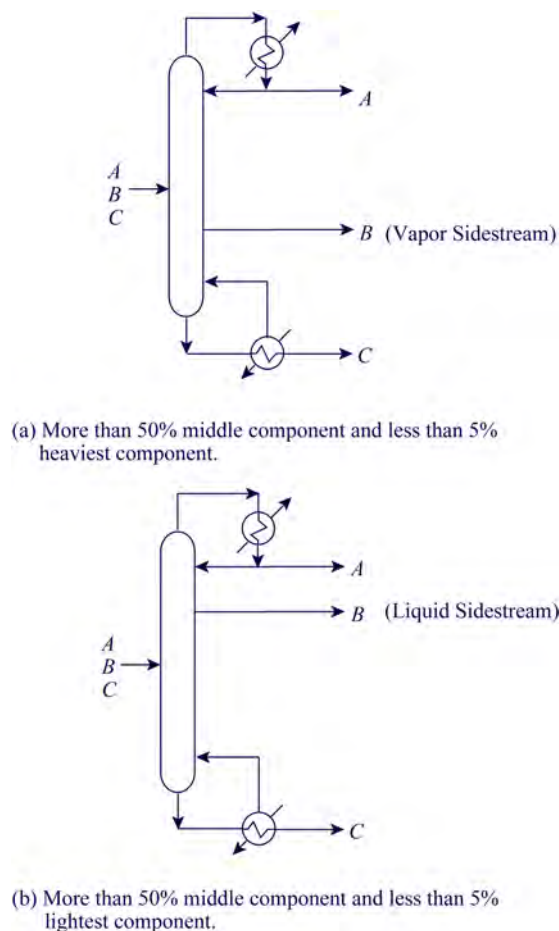 A
A
B
C
B (Vapor Sidestream)
C
(a) More than 50% middle component and less than 5%
heaviest component.
A
B (Liquid Sidestream)
A
B
C
C
(b) More than 50% middle component and less than 5%
lightest component.